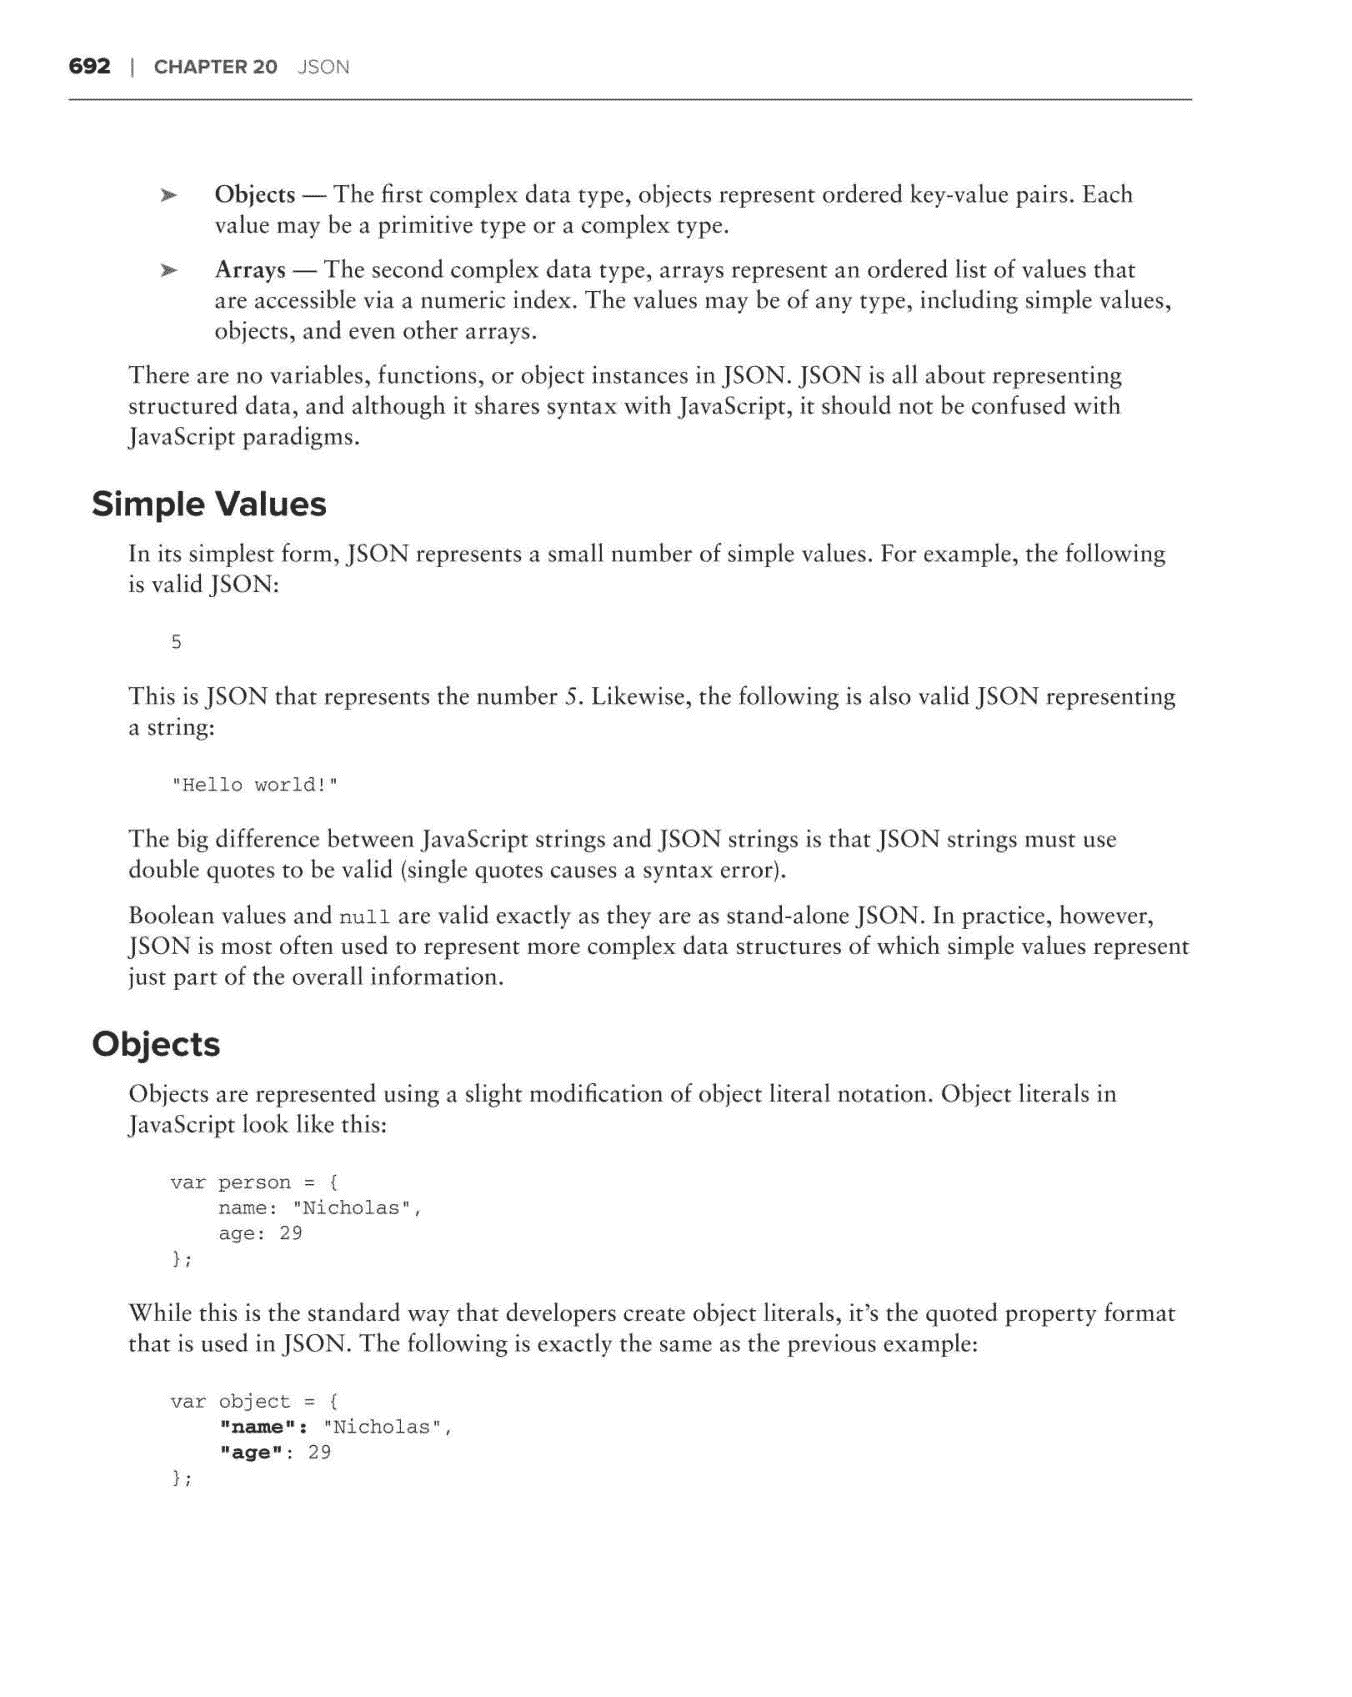 692 | CHAPTER 20 JSON
➤ Objects — The first complex data type, objects represent ordered key-value pairs. Each
value may be a primitive type or a complex type.
➤ Arrays — The second complex data type, arrays represent an ordered list of values that
are accessible via a numeric index. The values may be of any type, including simple values,
objects, and even other arrays.
There are no variables, functions, or object instances in JSON. JSON is all about representing
structured data, and although it shares syntax with JavaScript, it should not be confused with
JavaScript paradigms.
Simple Values
In its simplest form, JSON represents a small number of simple values. For example, the following
is valid JSON:
5
This is JSON that represents the number 5. Likewise, the following is also valid JSON representing
a string:
"Hello world!"
The big difference between JavaScript strings and JSON strings is that JSON strings must use
double quotes to be valid (single quotes causes a syntax error).
Boolean values and null are valid exactly as they are as stand-alone JSON. In practice, however,
JSON is most often used to represent more complex data structures of which simple values represent
just part of the overall information.
Objects
Objects are represented using a slight modification of object literal notation. Object literals in
JavaScript look like this:
var person = {
    name: "Nicholas",
    age: 29
};
While this is the standard way that developers create object literals, it's the quoted property format
that is used in JSON. The following is exactly the same as the previous example:
var object = {
    "name": "Nicholas",
    "age": 29
};